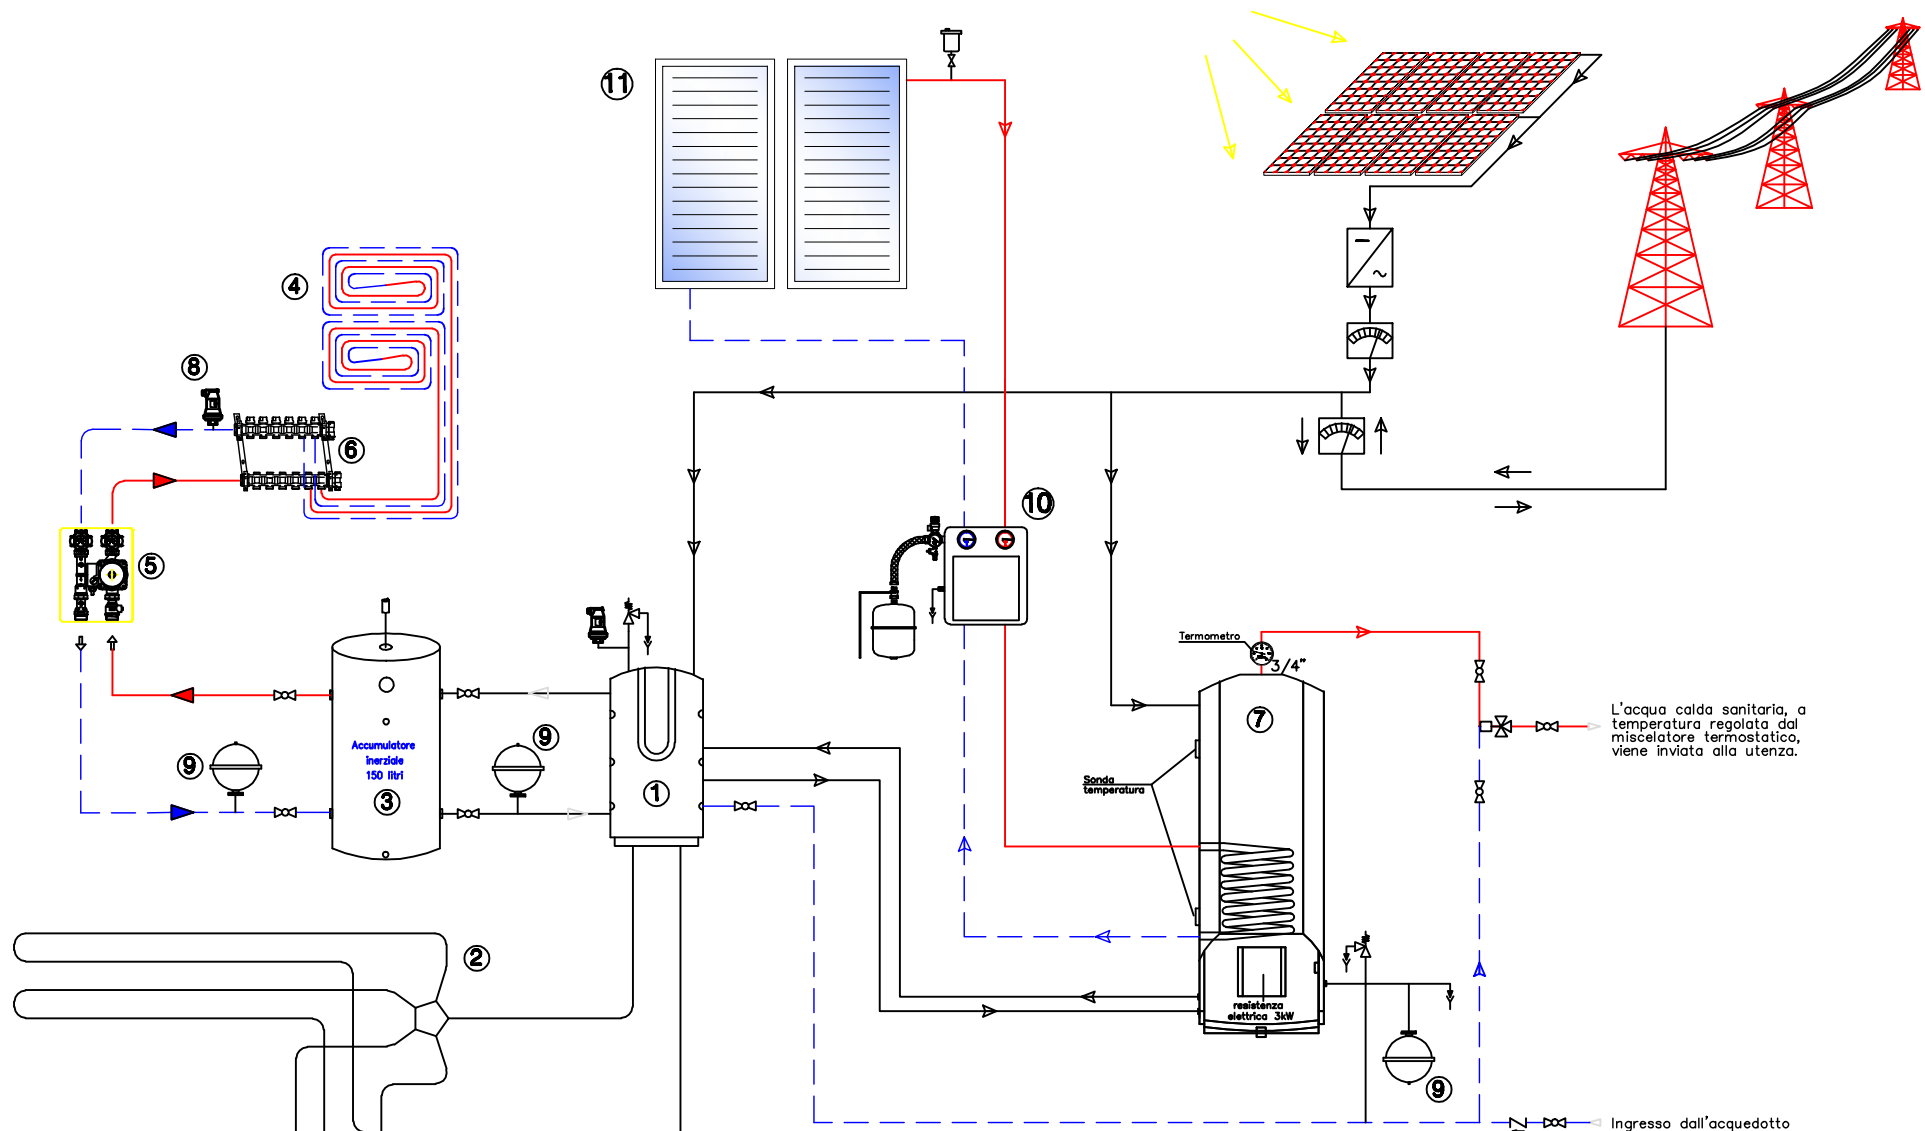 11
4
8
6
10
5
Termometro
3/4"
7
L'acqua calda sanitaria, a
temperatura regolata dal
miscelatore termostatico,
viene inviata alla utenza.
Accumulatore
inerziale
150 litri
9
9
3
1
Sonda
temperatura
2
resistenza
elettrica 3kW
9
Ingresso dall'acquedotto